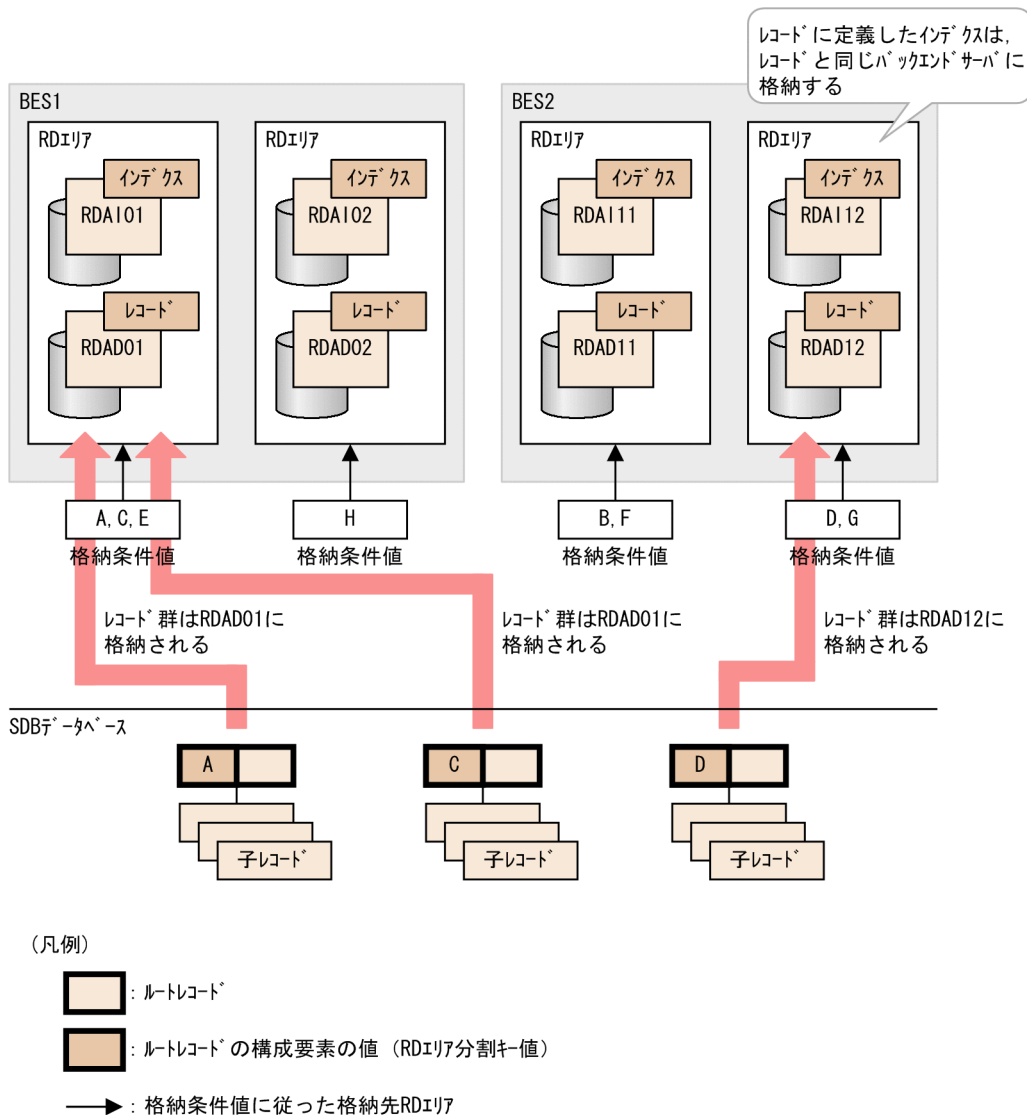 レコードに定義したインデクスは,
レコードと同じバックエンドサーバに
格納する
BES1
BES2
RDエリア
RDエリア
RDエリア
RDエリア
インデクス
インデクス
インデクス
インデクス
RDAI01
RDAI02
RDAI11
RDAI12
レコード
レコード
レコード
レコード
RDAD01
RDAD02
RDAD11
RDAD12
A, C, E
H
B, F
D, G
格納条件値
格納条件値
格納条件値
格納条件値
レコード群はRDAD01に
格納される
レコード群はRDAD01に
格納される
レコード群はRDAD12に
格納される
SDBデータベース
A
C
D
子レコード
子レコード
子レコード
(凡例)
: ルートレコード
: ルートレコードの構成要素の値 (RDエリア分割キー値)
: 格納条件値に従った格納先RDエリア